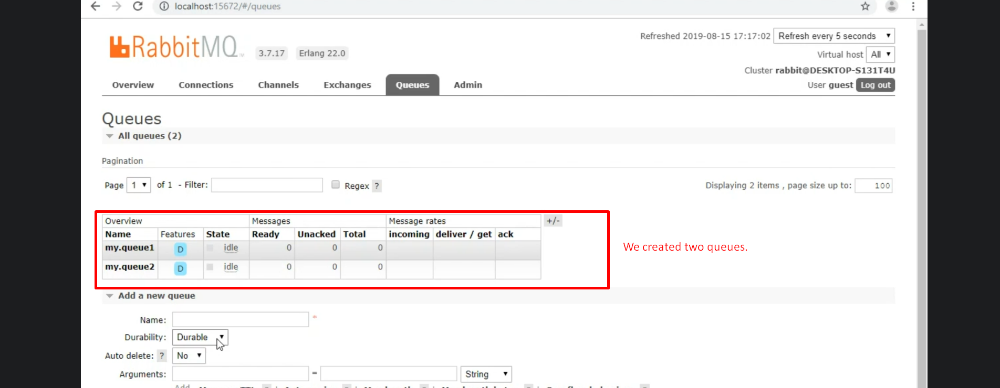 localhost:15672/#/queues
RabbitMQ TM 3.7.17 Erlang 22.0
Refreshed 2019-08-15 17:17:02 Refresh every 5 seconds
Virtual host All
Cluster rabbit@DESKTOP-S131T4U
User guest Log out
Overview Connections Channels Exchanges Queues Admin
Queues
All queues (2)
Pagination
Page 1 of 1 - Filter: Regex ? Displaying 2 items , page size up to: 100
Overview Messages Message rates +/-
Name Features State Ready Unacked Total incoming deliver / get ack
my.queue1 D idle 0 0 0
my.queue2 D idle 0 0 0
We created two queues.
Add a new queue
Name: *
Durability: Durable
Auto delete: ? No
Arguments: = String
Add